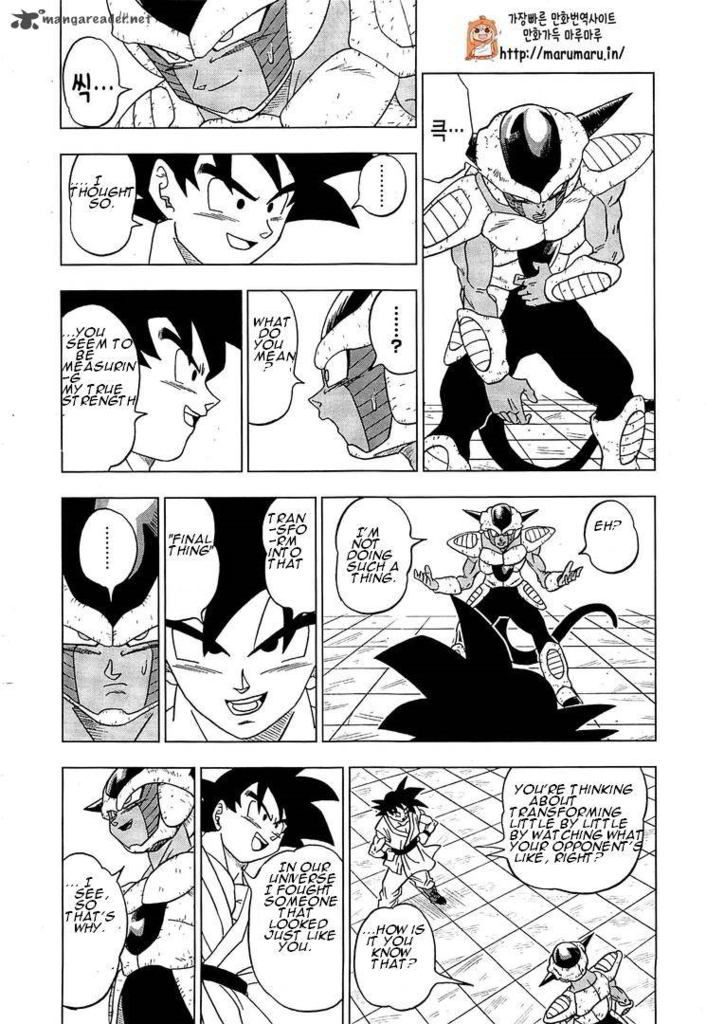 mangareader.net
가장빠른 만화번역사이트
만화가득 마루마루
http://marumaru.in/
큭...
씩...
......
.... I
THOUGHT
SO.
......
?
WHAT
DO
YOU
MEAN?
...YOU
SEEM TO
BE
MEASURIN
-G
MY TRUE
STRENGTH
EH?
I'M
NOT
DOING
SUCH A
THING.
TRAN
-SFO
-RM
INTO
THAT
"FINAL
THING"
......
YOU'RE THINKING
ABOUT
TRANSFORMING
LITTLE BY LITTLE
BY WATCHING WHAT
YOUR OPPONENT'S
LIKE, RIGHT?
...HOW IS
IT YOU
KNOW
THAT?
IN OUR
UNIVERSE
I FOUGHT
SOMEONE
THAT
LOOKED
JUST LIKE
YOU.
... I
SEE,
SO
THAT'S
WHY.